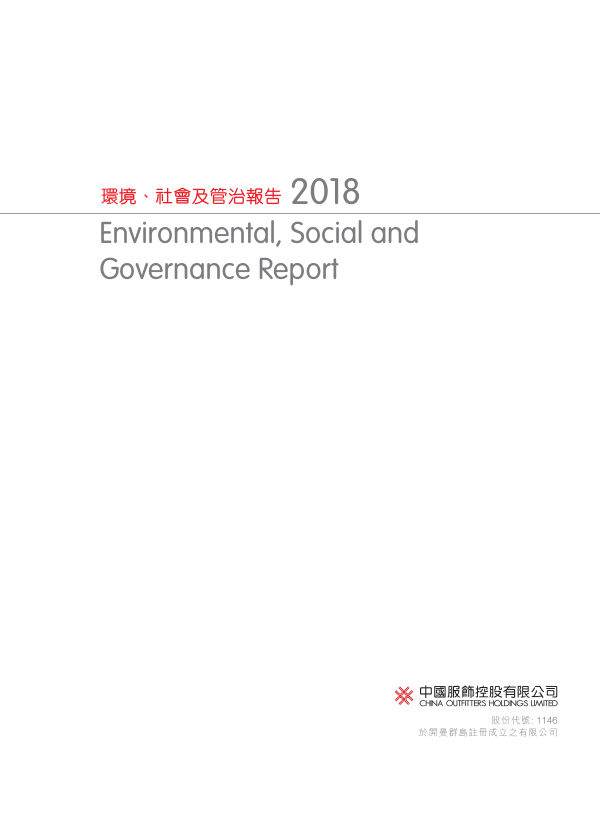 環境、社會及管治報告 2018
Environmental, Social and
Governance Report
中國服飾控股有限公司
CHINA OUTFITTERS HOLDINGS LIMITED
股份代號: 1146
於開曼群島註冊成立之有限公司